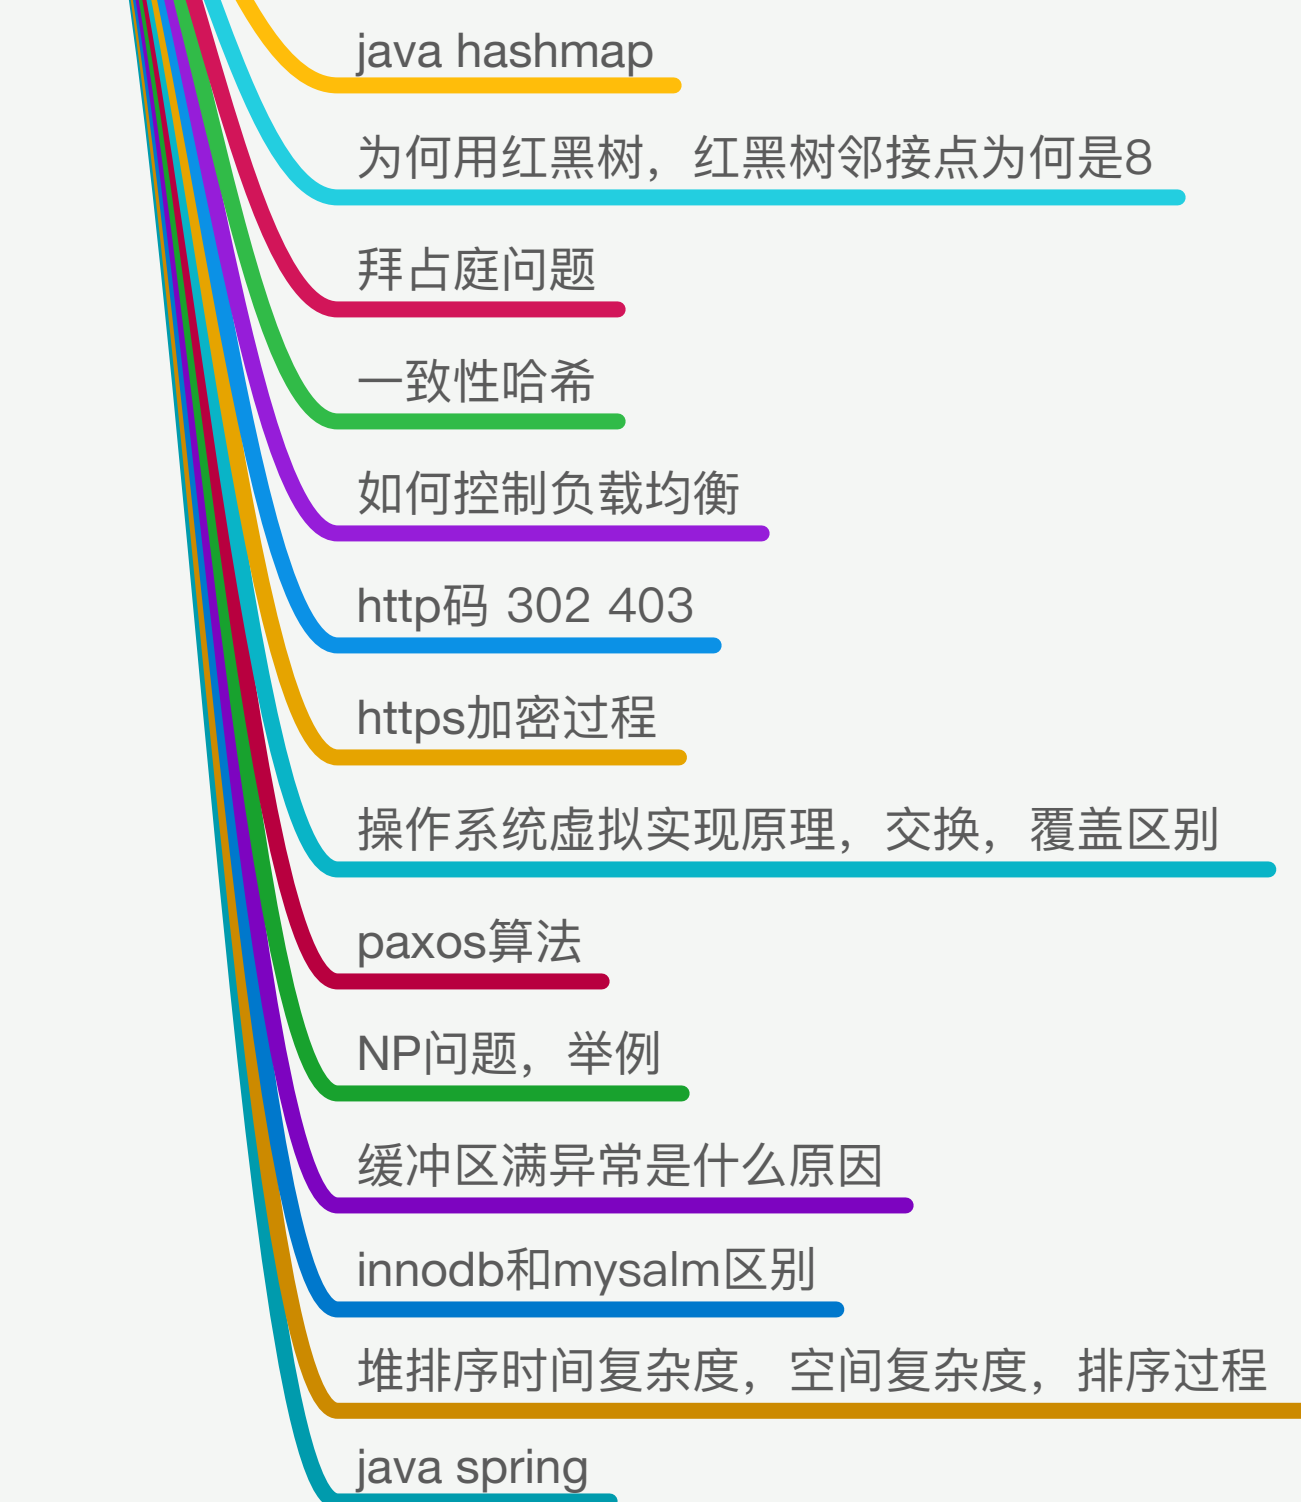 java hashmap
为何用红黑树，红黑树邻接点为何是8
拜占庭问题
一致性哈希
如何控制负载均衡
http码 302 403
https加密过程
操作系统虚拟实现原理，交换，覆盖区别
paxos算法
NP问题，举例
缓冲区满异常是什么原因
innodb和mysalm区别
堆排序时间复杂度，空间复杂度，排序过程
java spring